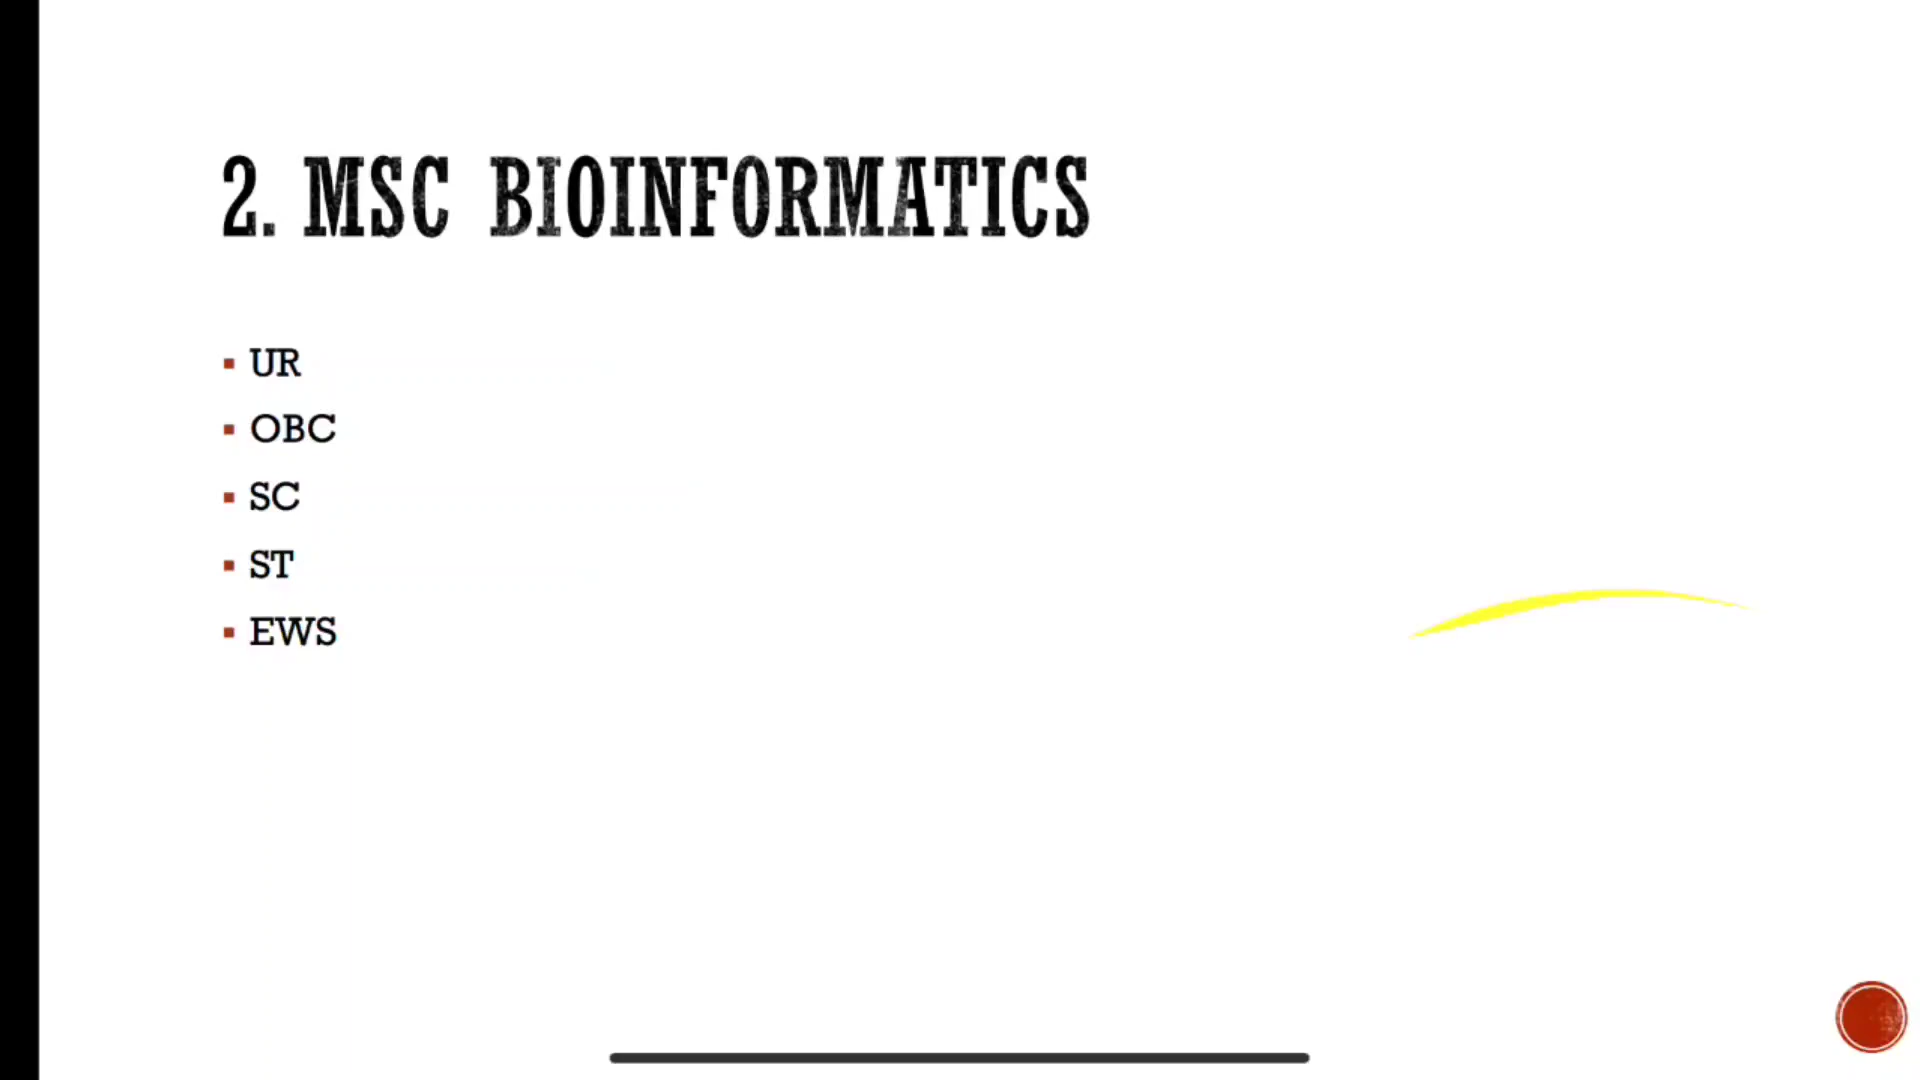 2. MSC BIOINFORMATICS
UR
OBC
SC
ST
EWS